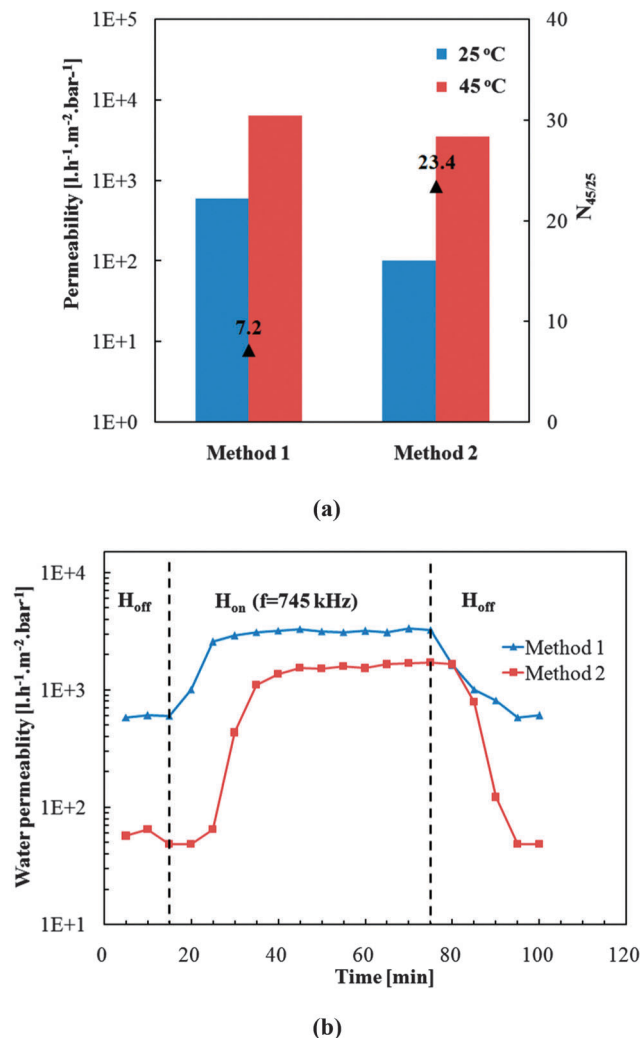 1E+5
1E+4
1E+3
1E+2
1E+1
1E+0
Permeability [l.h-1.m-2.bar-1]
25 °C
45 °C
7.2
23.4
40
30
20
10
0
N45/25
Method 1
Method 2
(a)
1E+4
1E+3
1E+2
1E+1
Water permeablity [l.h-1.m-2.bar-1]
Hoff
Hon (f=745 kHz)
Hoff
Method 1
Method 2
0 20 40 60 80 100 120
Time [min]
(b)